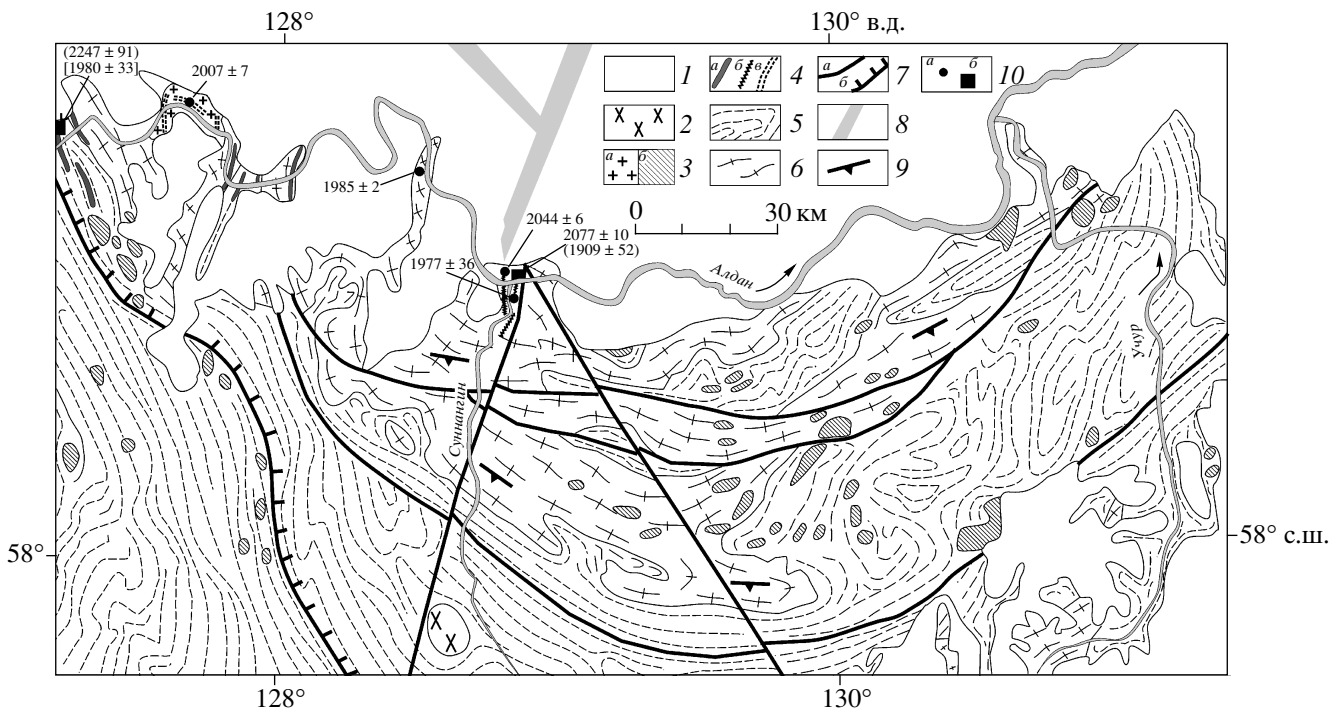 128°
130° в.д.
(2247 ± 91)
[1980 ± 33]
2007 ± 7
1985 ± 2
2044 ± 6
2077 ± 10
(1909 ± 52)
1977 ± 36
а б в
а
б
а б
1
4
7
10
2
5
8
а б
3
6
9
0 30 км
Алдан
Учур
Суннангин
58°
58° с.ш.
128°
130°